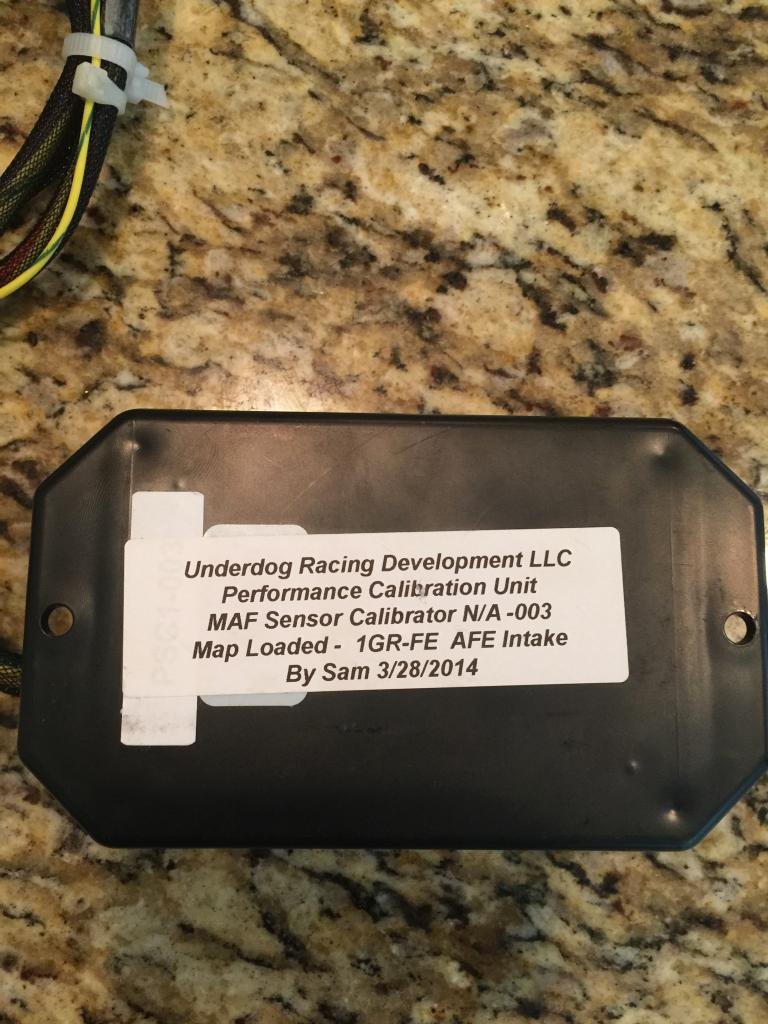 Underdog Racing Development LLC
Performance Calibration Unit
MAF Sensor Calibrator N/A -003
Map Loaded - 1GR-FE AFE Intake
By Sam 3/28/2014